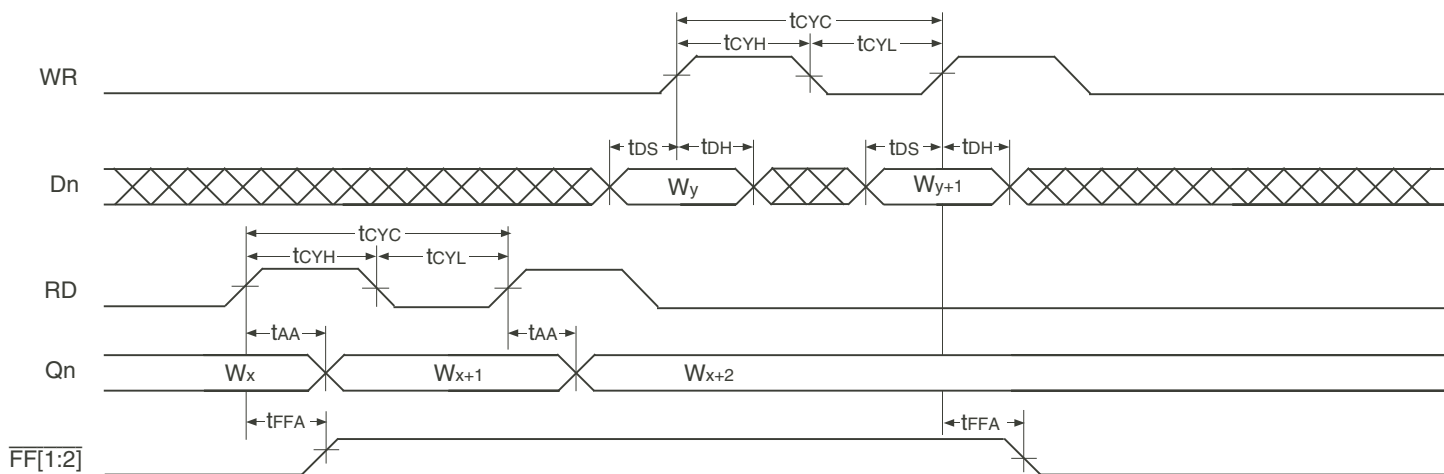 tCYC
tCYH tCYL
WR
tDS tDH tDS tDH
Dn Wy Wy+1
tCYC
tCYH tCYL
RD
tAA tAA
Qn Wx Wx+1 Wx+2
tFFA tFFA
FF[1:2]